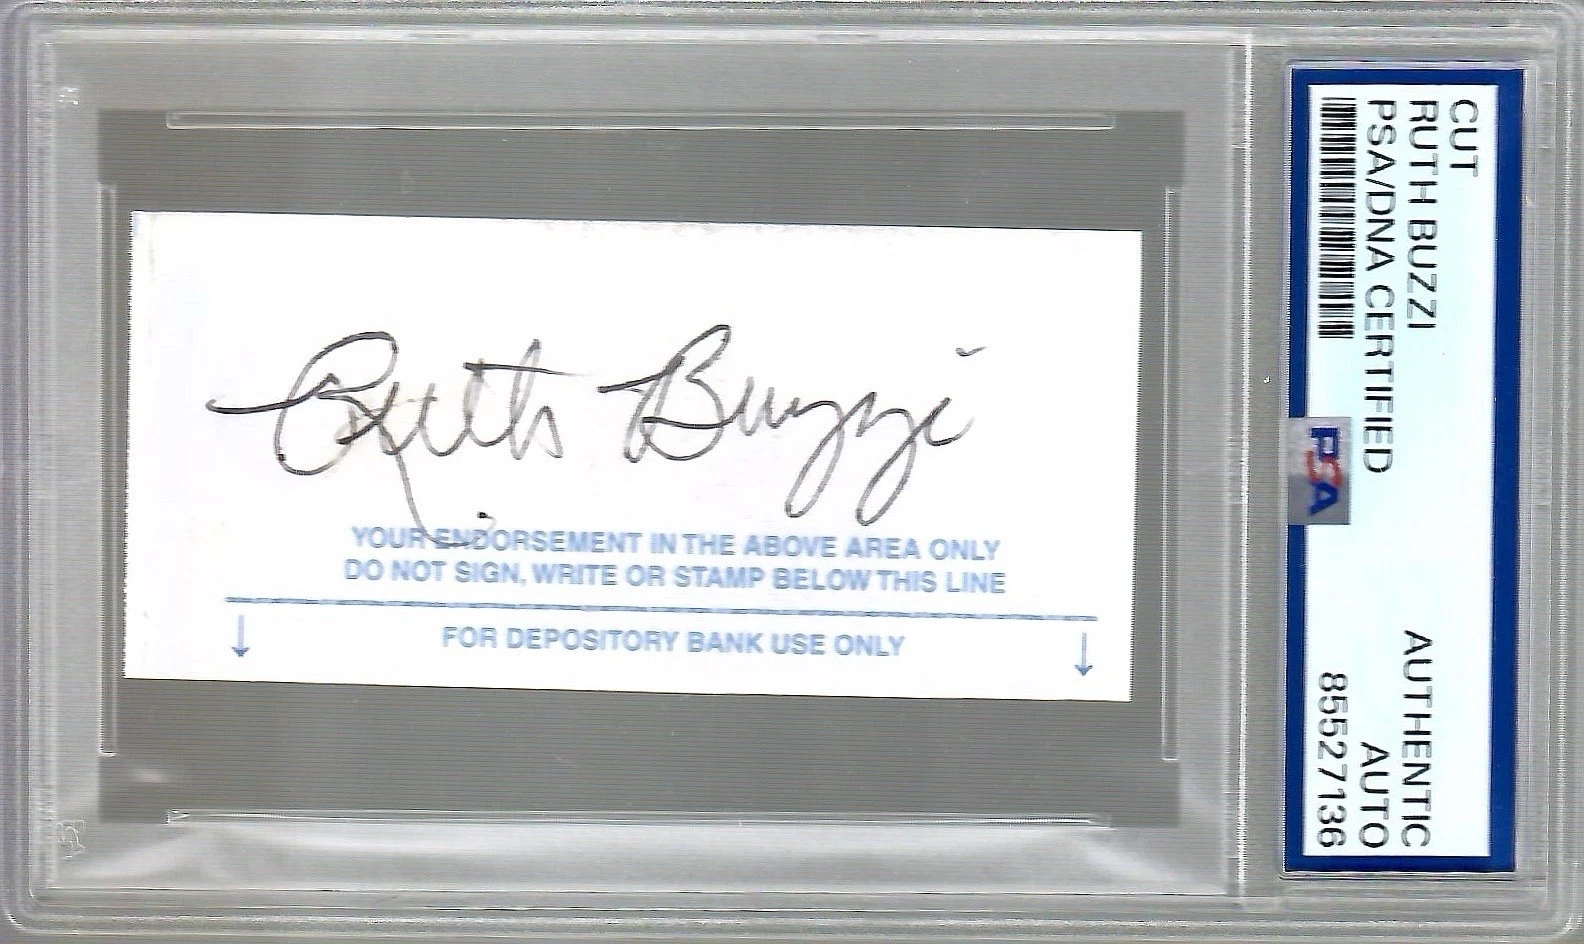 Ruth Buzzi
YOUR ENDORSEMENT IN THE ABOVE AREA ONLY
DO NOT SIGN, WRITE OR STAMP BELOW THIS LINE
FOR DEPOSITORY BANK USE ONLY
CUT
RUTH BUZZI
PSA/DNA CERTIFIED
AUTHENTIC
AUTO
85527136
PSA